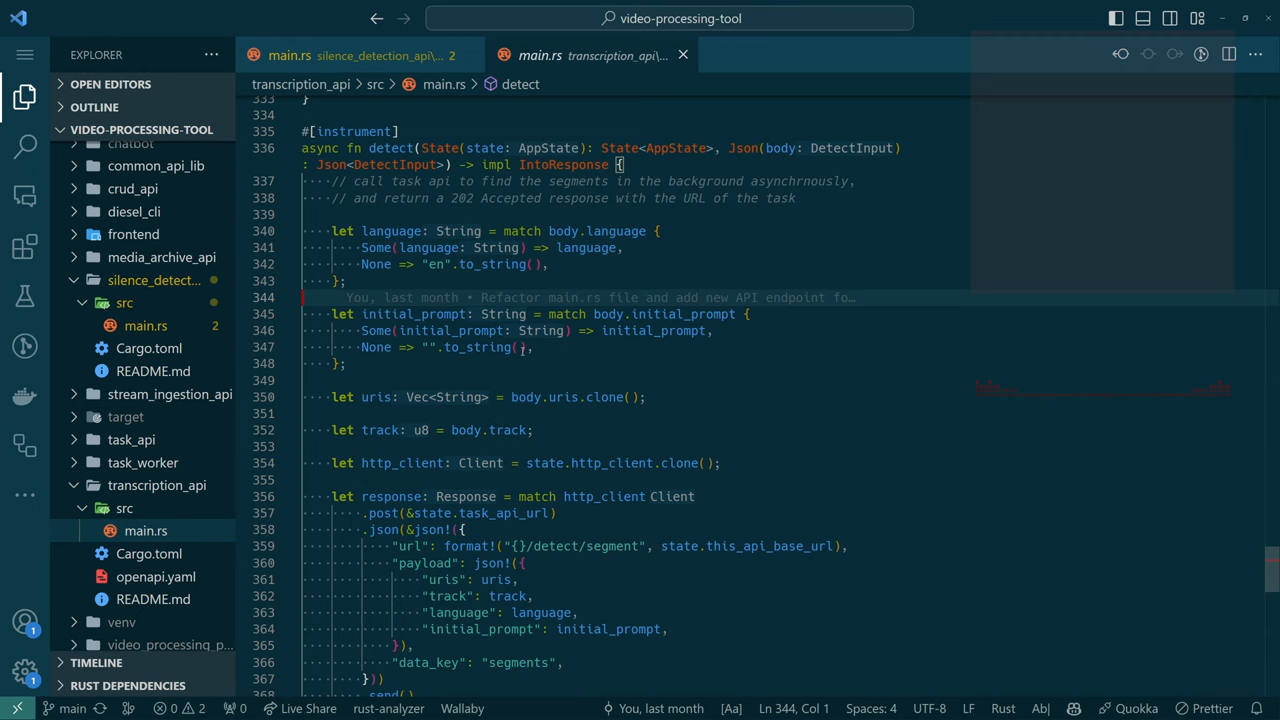 video-processing-tool
EXPLORER
OPEN EDITORS
OUTLINE
VIDEO-PROCESSING-TOOL
chatbot
common_api_lib
crud_api
diesel_cli
frontend
media_archive_api
silence_detect...
src
main.rs 2
Cargo.toml
README.md
stream_ingestion_api
target
task_api
task_worker
transcription_api
src
main.rs
Cargo.toml
openapi.yaml
README.md
venv
video_processing_p...
TIMELINE
RUST DEPENDENCIES
main.rs silence_detection_api\... 2
main.rs transcription_api\...
transcription_api > src > main.rs > detect
333 }
334
335 #[instrument]
336 async fn detect(State(state: AppState): State<AppState>, Json(body: DetectInput)
: Json<DetectInput>) -> impl IntoResponse {
337 // call task api to find the segments in the background asynchrnously,
338 // and return a 202 Accepted response with the URL of the task
339
340 let language: String = match body.language {
341 Some(language: String) => language,
342 None => "en".to_string(),
343 };
344 You, last month • Refactor main.rs file and add new API endpoint fo…
345 let initial_prompt: String = match body.initial_prompt {
346 Some(initial_prompt: String) => initial_prompt,
347 None => "".to_string(),
348 };
349
350 let uris: Vec<String> = body.uris.clone();
351
352 let track: u8 = body.track;
353
354 let http_client: Client = state.http_client.clone();
355
356 let response: Response = match http_client Client
357 .post(&state.task_api_url)
358 .json(&json!({
359 "url": format!("{}/detect/segment", state.this_api_base_url),
360 "payload": json!({
361 "uris": uris,
362 "track": track,
363 "language": language,
364 "initial_prompt": initial_prompt,
365 }),
366 "data_key": "segments",
367 }))
368 .send()
1
1
main 0 2 0 Live Share rust-analyzer Wallaby You, last month [Aa] Ln 344, Col 1 Spaces: 4 UTF-8 LF Rust Ab| Quokka Prettier